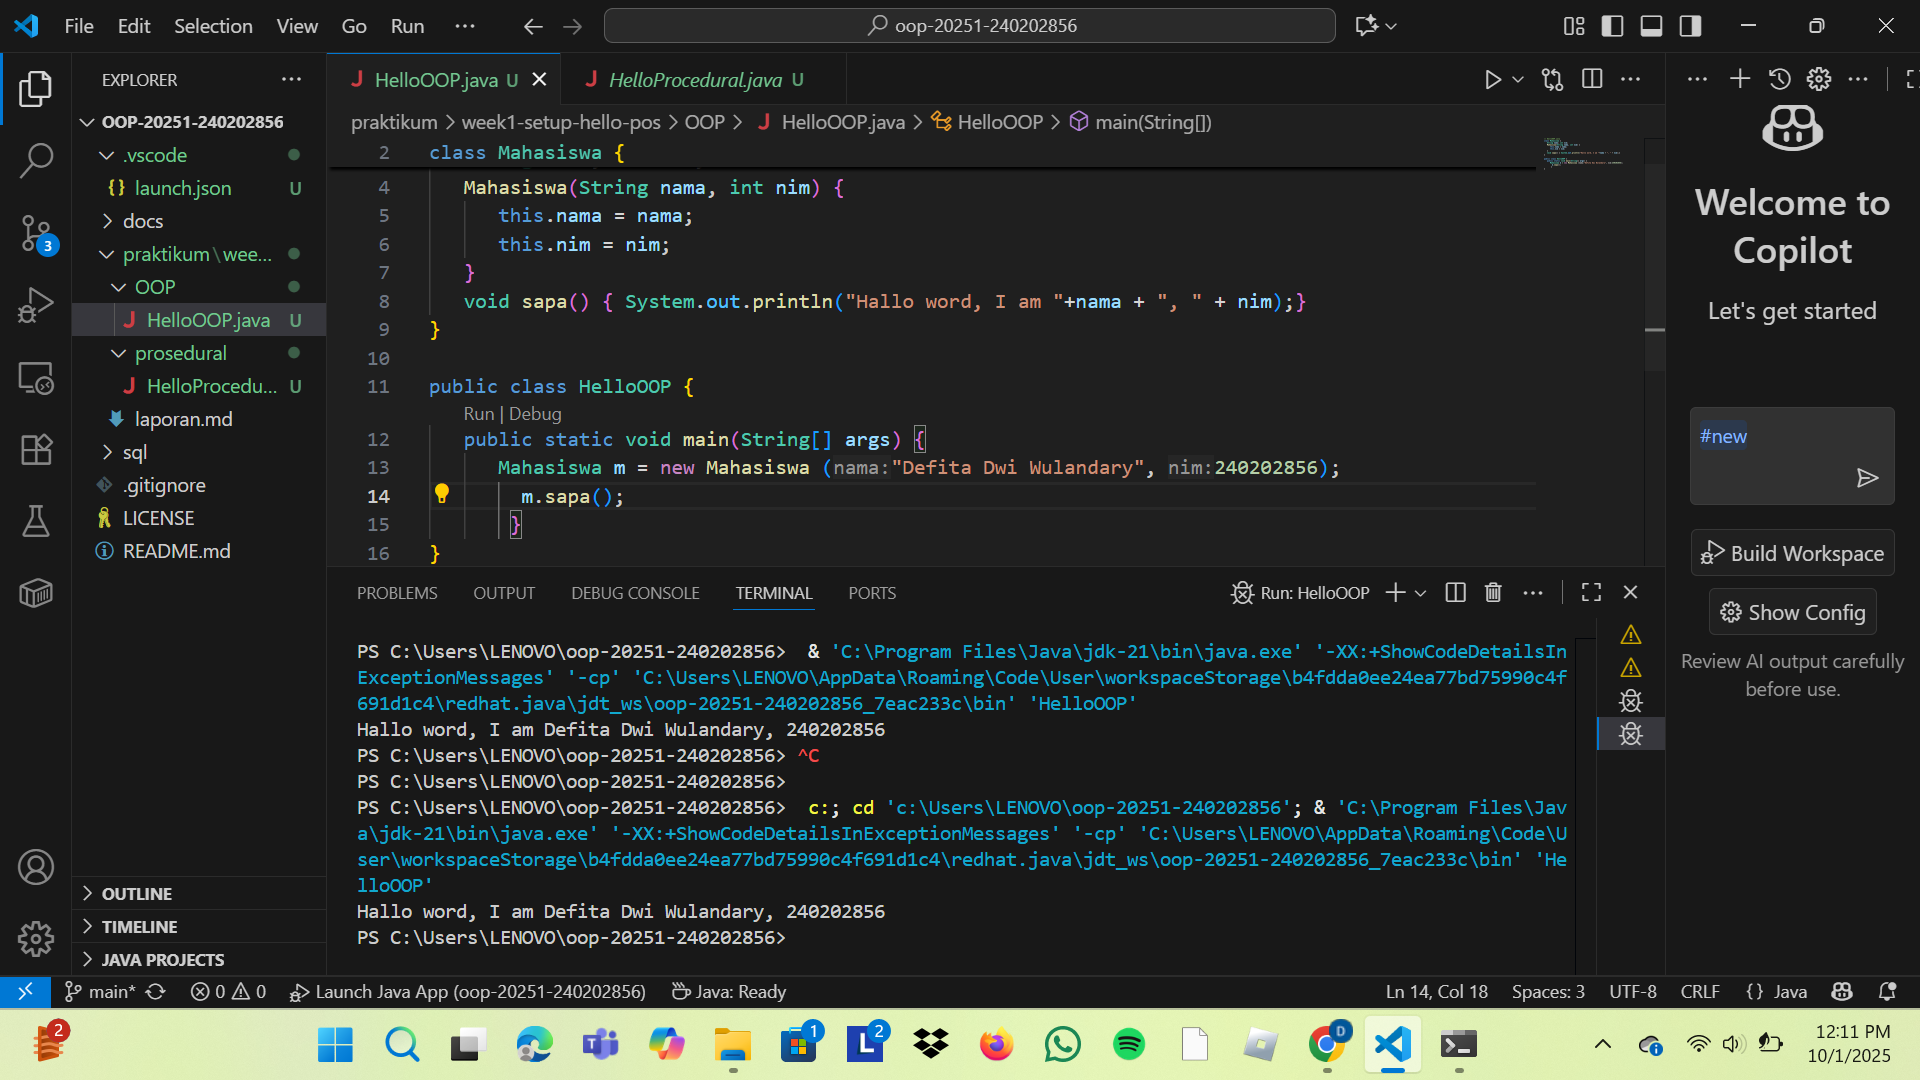 File Edit Selection View Go Run ··· oop-20251-240202856
EXPLORER ···
OOP-20251-240202856
.vscode
{} launch.json U
docs
praktikum\wee...
OOP
J HelloOOP.java U
prosedural
J HelloProcedu... U
laporan.md
sql
.gitignore
LICENSE
README.md
OUTLINE
TIMELINE
JAVA PROJECTS
3
J HelloOOP.java U J HelloProcedural.java U
praktikum > week1-setup-hello-pos > OOP > J HelloOOP.java > HelloOOP > main(String[])
2 class Mahasiswa {
4 Mahasiswa(String nama, int nim) {
5 this.nama = nama;
6 this.nim = nim;
7 }
8 void sapa() { System.out.println("Hallo word, I am "+nama + ", " + nim);}
9 }
10
11 public class HelloOOP {
Run | Debug
12 public static void main(String[] args) {
13 Mahasiswa m = new Mahasiswa (nama:"Defita Dwi Wulandary", nim:240202856);
14 m.sapa();
15 }
16 }
PROBLEMS OUTPUT DEBUG CONSOLE TERMINAL PORTS Run: HelloOOP
PS C:\Users\LENOVO\oop-20251-240202856> & 'C:\Program Files\Java\jdk-21\bin\java.exe' '-XX:+ShowCodeDetailsIn
ExceptionMessages' '-cp' 'C:\Users\LENOVO\AppData\Roaming\Code\User\workspaceStorage\b4fdda0ee24ea77bd75990c4f
691d1c4\redhat.java\jdt_ws\oop-20251-240202856_7eac233c\bin' 'HelloOOP'
Hallo word, I am Defita Dwi Wulandary, 240202856
PS C:\Users\LENOVO\oop-20251-240202856> ^C
PS C:\Users\LENOVO\oop-20251-240202856>
PS C:\Users\LENOVO\oop-20251-240202856> c:; cd 'c:\Users\LENOVO\oop-20251-240202856'; & 'C:\Program Files\Jav
a\jdk-21\bin\java.exe' '-XX:+ShowCodeDetailsInExceptionMessages' '-cp' 'C:\Users\LENOVO\AppData\Roaming\Code\U
ser\workspaceStorage\b4fdda0ee24ea77bd75990c4f691d1c4\redhat.java\jdt_ws\oop-20251-240202856_7eac233c\bin' 'He
lloOOP'
Hallo word, I am Defita Dwi Wulandary, 240202856
PS C:\Users\LENOVO\oop-20251-240202856>
Welcome to
Copilot
Let's get started
#new
Build Workspace
Show Config
Review AI output carefully
before use.
main* 0 0 Launch Java App (oop-20251-240202856) Java: Ready Ln 14, Col 18 Spaces: 3 UTF-8 CRLF {} Java
2 1 L 2 D
12:11 PM
10/1/2025